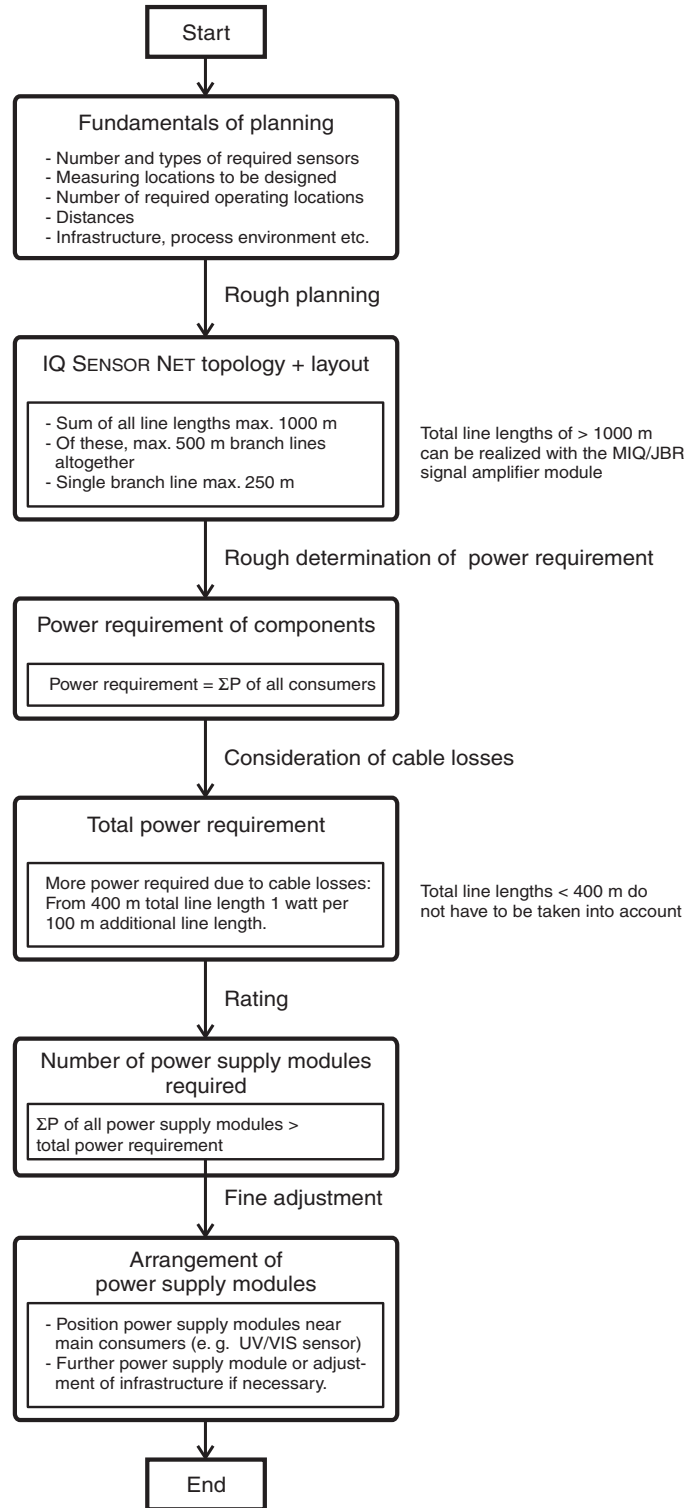 Start
Fundamentals of planning
- Number and types of required sensors
- Measuring locations to be designed
- Number of required operating locations
- Distances
- Infrastructure, process environment etc.
Rough planning
IQ SENSOR NET topology + layout
- Sum of all line lengths max. 1000 m
- Of these, max. 500 m branch lines
altogether
- Single branch line max. 250 m
Total line lengths of > 1000 m
can be realized with the MIQ/JBR
signal amplifier module
Rough determination of power requirement
Power requirement of components
Power requirement = ΣP of all consumers
Consideration of cable losses
Total power requirement
More power required due to cable losses:
From 400 m total line length 1 watt per
100 m additional line length.
Total line lengths < 400 m do
not have to be taken into account
Rating
Number of power supply modules
required
ΣP of all power supply modules >
total power requirement
Fine adjustment
Arrangement of
power supply modules
- Position power supply modules near
main consumers (e. g. UV/VIS sensor)
- Further power supply module or adjust-
ment of infrastructure if necessary.
End